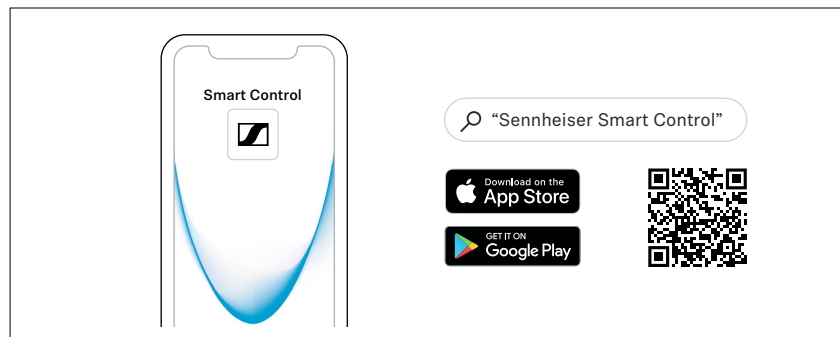 Smart Control
“Sennheiser Smart Control”
Download on the
App Store
GET IT ON
Google Play